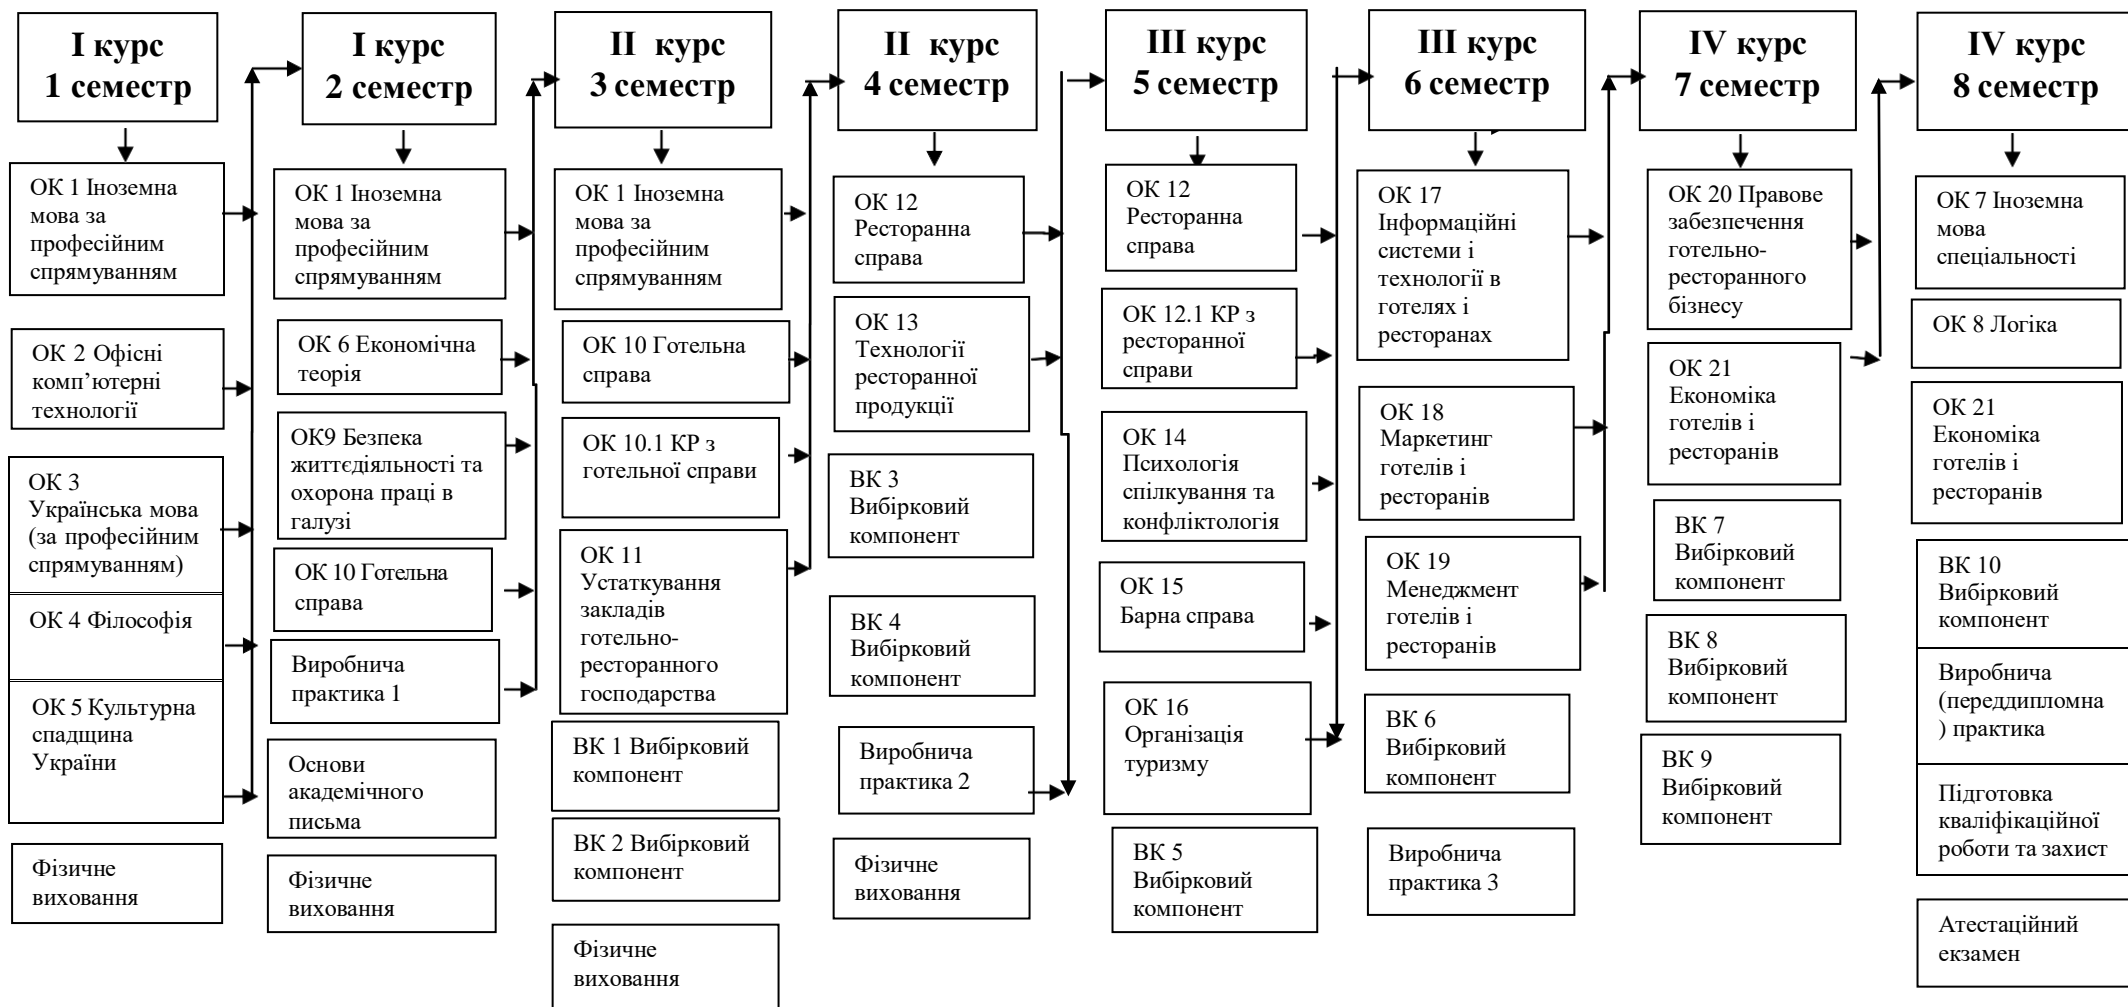 І курс
1 семестр
ОК 1 Іноземна
мова за
професійним
спрямуванням
ОК 2 Офісні
комп’ютерні
технології
ОК 3
Українська мова
(за професійним
спрямуванням)
ОК 4 Філософія
ОК 5 Культурна
спадщина
України
Фізичне
виховання
І курс
2 семестр
ОК 1 Іноземна
мова за
професійним
спрямуванням
ОК 6 Економічна
теорія
ОК9 Безпека
життєдіяльності та
охорона праці в
галузі
ОК 10 Готельна
справа
Виробнича
практика 1
Основи
академічного
письма
Фізичне
виховання
ІІ курс
3 семестр
ОК 1 Іноземна
мова за
професійним
спрямуванням
ОК 10 Готельна
справа
ОК 10.1 КР з
готельної справи
ОК 11
Устаткування
закладів
готельно-
ресторанного
господарства
ВК 1 Вибірковий
компонент
ВК 2 Вибірковий
компонент
Фізичне
виховання
ІІ курс
4 семестр
ОК 12
Ресторанна
справа
ОК 13
Технології
ресторанної
продукції
ВК 3
Вибірковий
компонент
ВК 4
Вибірковий
компонент
Виробнича
практика 2
Фізичне
виховання
ІІІ курс
5 семестр
ОК 12
Ресторанна
справа
ОК 12.1 КР з
ресторанної
справи
ОК 14
Психологія
спілкування та
конфліктологія
ОК 15
Барна справа
ОК 16
Організація
туризму
ВК 5
Вибірковий
компонент
ІІІ курс
6 семестр
ОК 17
Інформаційні
системи і
технології в
готелях і
ресторанах
ОК 18
Маркетинг
готелів і
ресторанів
ОК 19
Менеджмент
готелів і
ресторанів
ВК 6
Вибірковий
компонент
Виробнича
практика 3
ІV курс
7 семестр
ОК 20 Правове
забезпечення
готельно-
ресторанного
бізнесу
ОК 21
Економіка
готелів і
ресторанів
ВК 7
Вибірковий
компонент
ВК 8
Вибірковий
компонент
ВК 9
Вибірковий
компонент
ІV курс
8 семестр
ОК 7 Іноземна
мова
спеціальності
ОК 8 Логіка
ОК 21
Економіка
готелів і
ресторанів
ВК 10
Вибірковий
компонент
Виробнича
(переддипломна
) практика
Підготовка
кваліфікаційної
роботи та захист
Атестаційний
екзамен